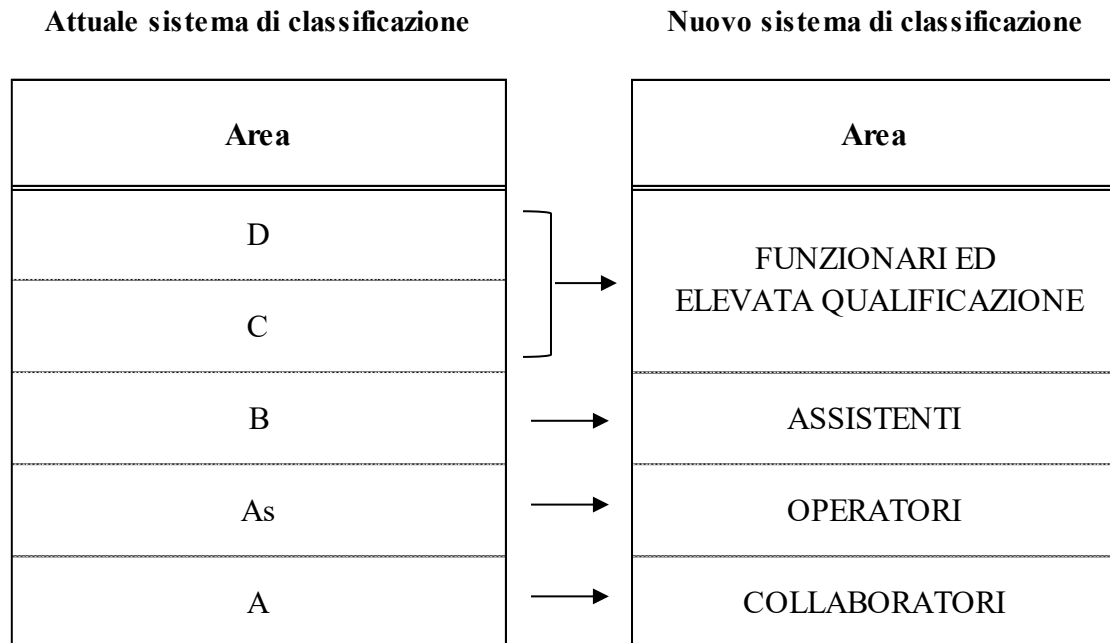 Attuale sistema di classificazione
Nuovo sistema di classificazione
Area
Area
D
C
B
As
A
FUNZIONARI ED
ELEVATA QUALIFICAZIONE
ASSISTENTI
OPERATORI
COLLABORATORI